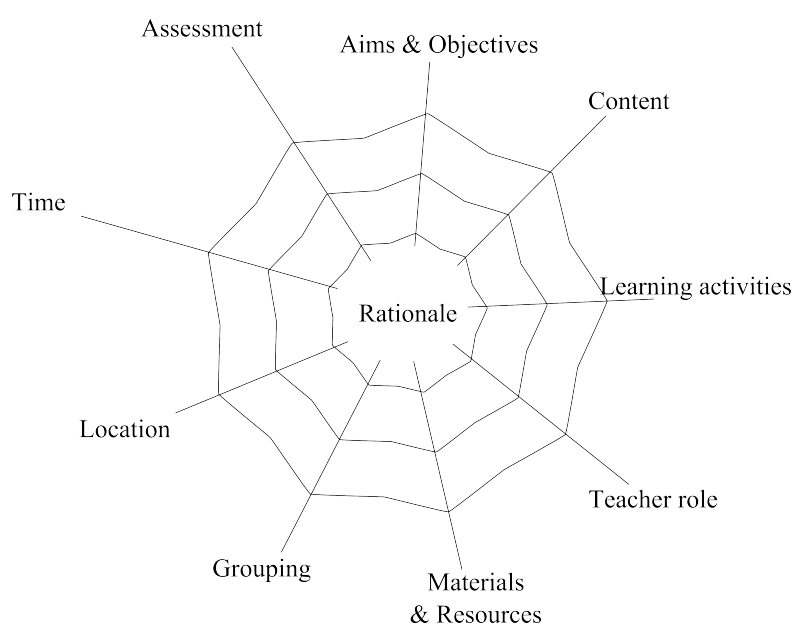 Assessment
Aims & Objectives
Content
Time
Learning activities
Rationale
Location
Teacher role
Grouping
Materials
& Resources